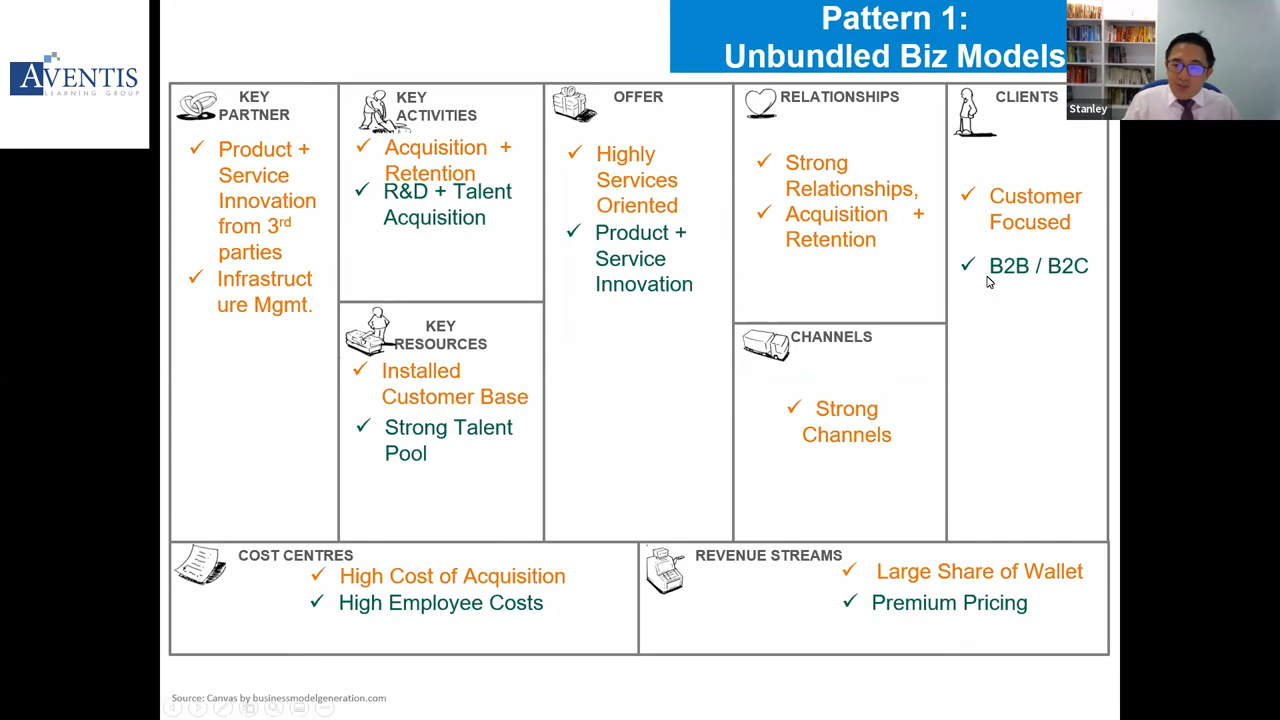 AVENTIS
LEARNING GROUP
Pattern 1:
Unbundled Biz Models
Stanley
KEY
PARTNER
✓ Product +
Service
Innovation
from 3rd
parties
✓ Infrastruct
ure Mgmt.
KEY
ACTIVITIES
✓ Acquisition +
Retention
✓ R&D + Talent
Acquisition
KEY
RESOURCES
✓ Installed
Customer Base
✓ Strong Talent
Pool
OFFER
✓ Highly
Services
Oriented
✓ Product +
Service
Innovation
RELATIONSHIPS
✓ Strong
Relationships,
✓ Acquisition +
Retention
CHANNELS
✓ Strong
Channels
CLIENTS
✓ Customer
Focused
✓ B2B / B2C
COST CENTRES
✓ High Cost of Acquisition
✓ High Employee Costs
REVENUE STREAMS
✓ Large Share of Wallet
✓ Premium Pricing
Source: Canvas by businessmodelgeneration.com